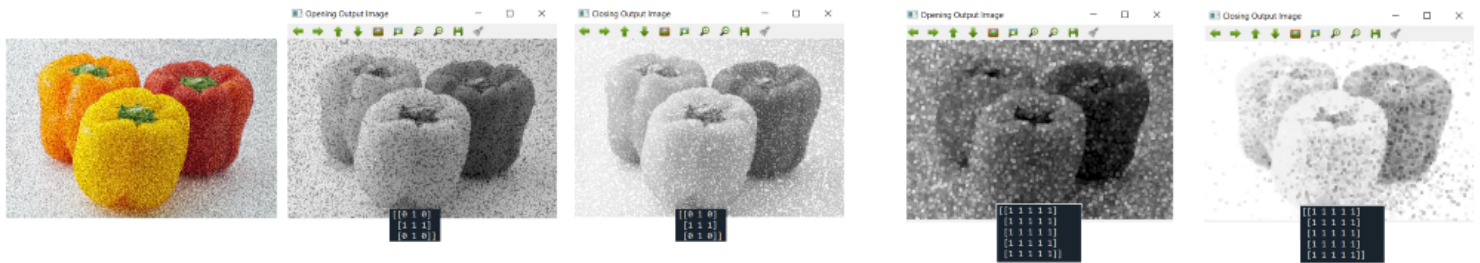 Opening Output Image
Closing Output Image
Opening Output Image
Closing Output Image
[[0 1 0]
[1 1 1]
[0 1 0]]
[[0 1 0]
[1 1 1]
[0 1 0]]
[[1 1 1 1 1]
[1 1 1 1 1]
[1 1 1 1 1]
[1 1 1 1 1]
[1 1 1 1 1]]
[[1 1 1 1 1]
[1 1 1 1 1]
[1 1 1 1 1]
[1 1 1 1 1]
[1 1 1 1 1]]